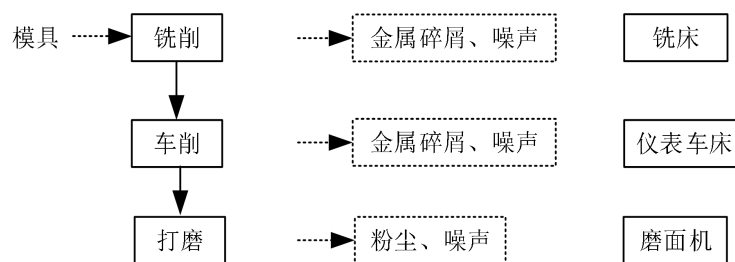 模具 铣削 金属碎屑、噪声 铣床
车削 金属碎屑、噪声 仪表车床
打磨 粉尘、噪声 磨面机